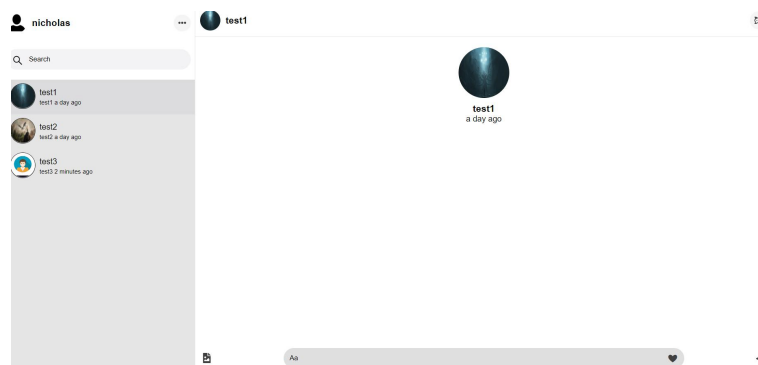 nicholas
Search
test1
test1 a day ago
test2
test2 a day ago
test3
test3 2 minutes ago
test1
test1
a day ago
Aa